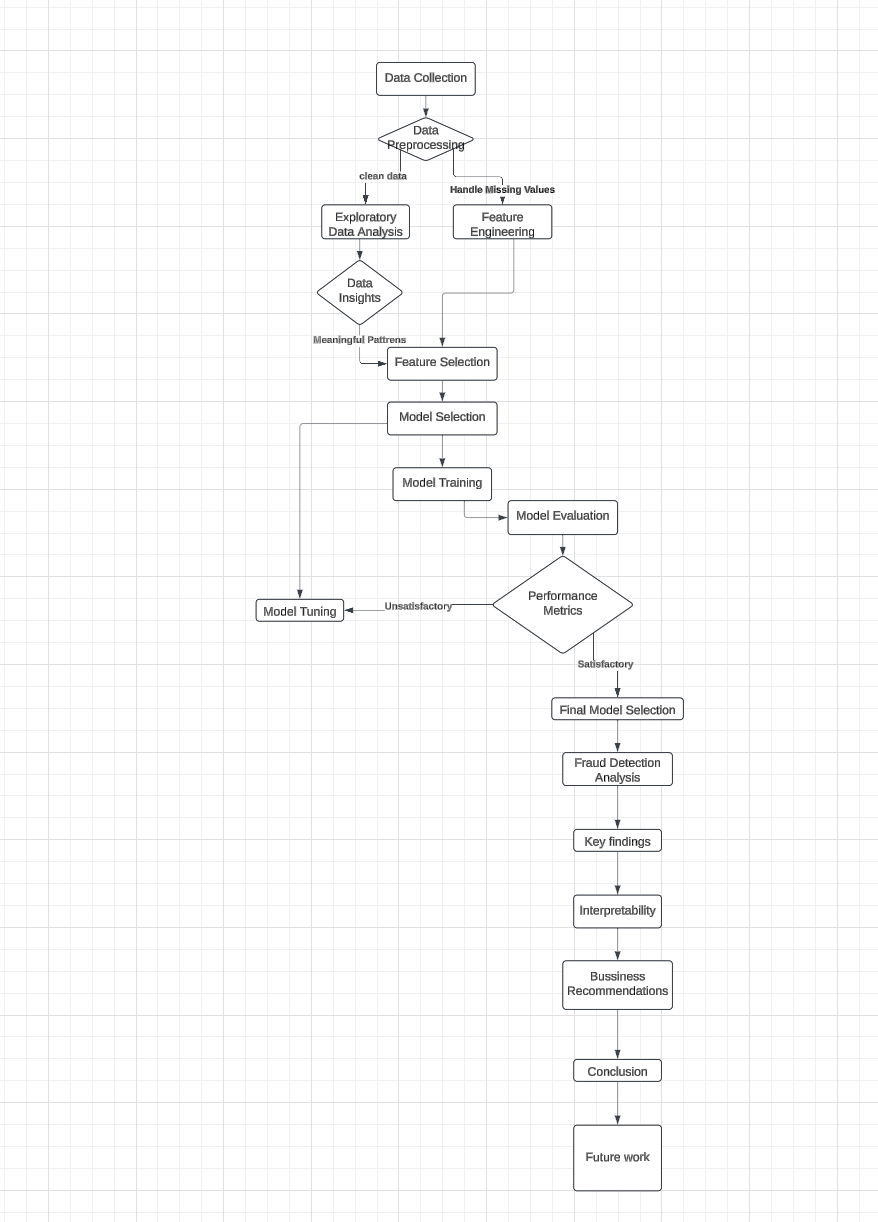 Data Collection
Data
Preprocessing
clean data
Handle Missing Values
Exploratory
Data Analysis
Feature
Engineering
Data
Insights
Meaningful Pattrens
Feature Selection
Model Selection
Model Training
Model Evaluation
Performance
Metrics
Model Tuning
Unsatisfactory
Satisfactory
Final Model Selection
Fraud Detection
Analysis
Key findings
Interpretability
Bussiness
Recommendations
Conclusion
Future work